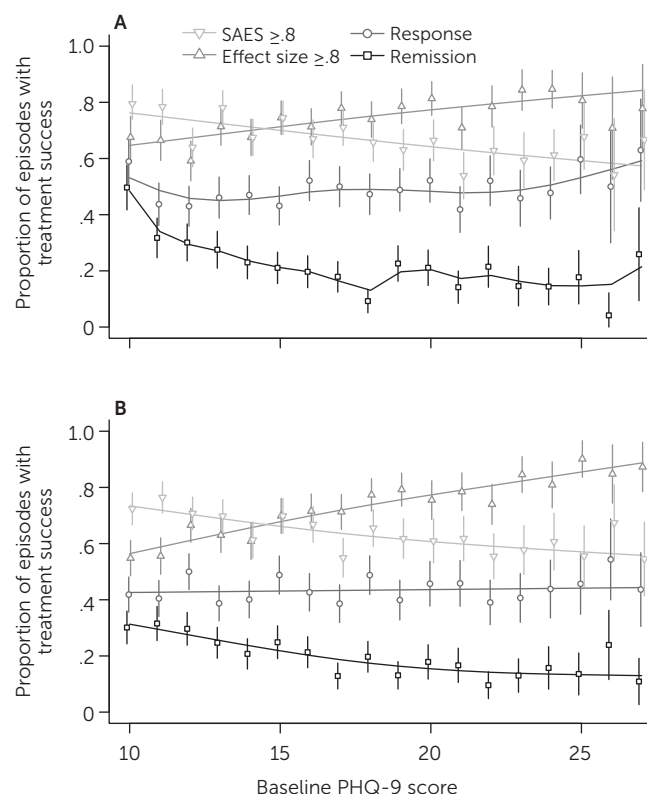 A
SAES ≥.8
Response
Effect size ≥.8
Remission
1.0
.8
.6
.4
.2
0
Proportion of episodes with
treatment success
B
1.0
.8
.6
.4
.2
0
Proportion of episodes with
treatment success
10
15
20
25
Baseline PHQ-9 score